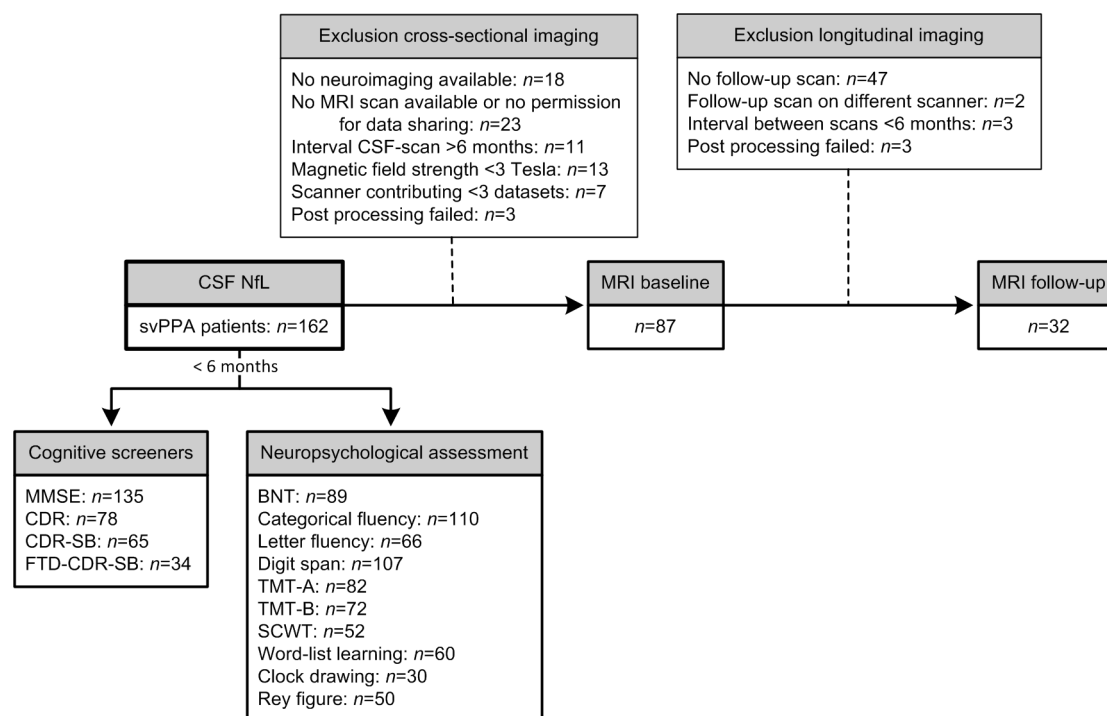 Exclusion cross-sectional imaging
No neuroimaging available: n=18
No MRI scan available or no permission
for data sharing: n=23
Interval CSF-scan >6 months: n=11
Magnetic field strength <3 Tesla: n=13
Scanner contributing <3 datasets: n=7
Post processing failed: n=3
Exclusion longitudinal imaging
No follow-up scan: n=47
Follow-up scan on different scanner: n=2
Interval between scans <6 months: n=3
Post processing failed: n=3
CSF NfL
svPPA patients: n=162
MRI baseline
n=87
MRI follow-up
n=32
< 6 months
Cognitive screeners
MMSE: n=135
CDR: n=78
CDR-SB: n=65
FTD-CDR-SB: n=34
Neuropsychological assessment
BNT: n=89
Categorical fluency: n=110
Letter fluency: n=66
Digit span: n=107
TMT-A: n=82
TMT-B: n=72
SCWT: n=52
Word-list learning: n=60
Clock drawing: n=30
Rey figure: n=50